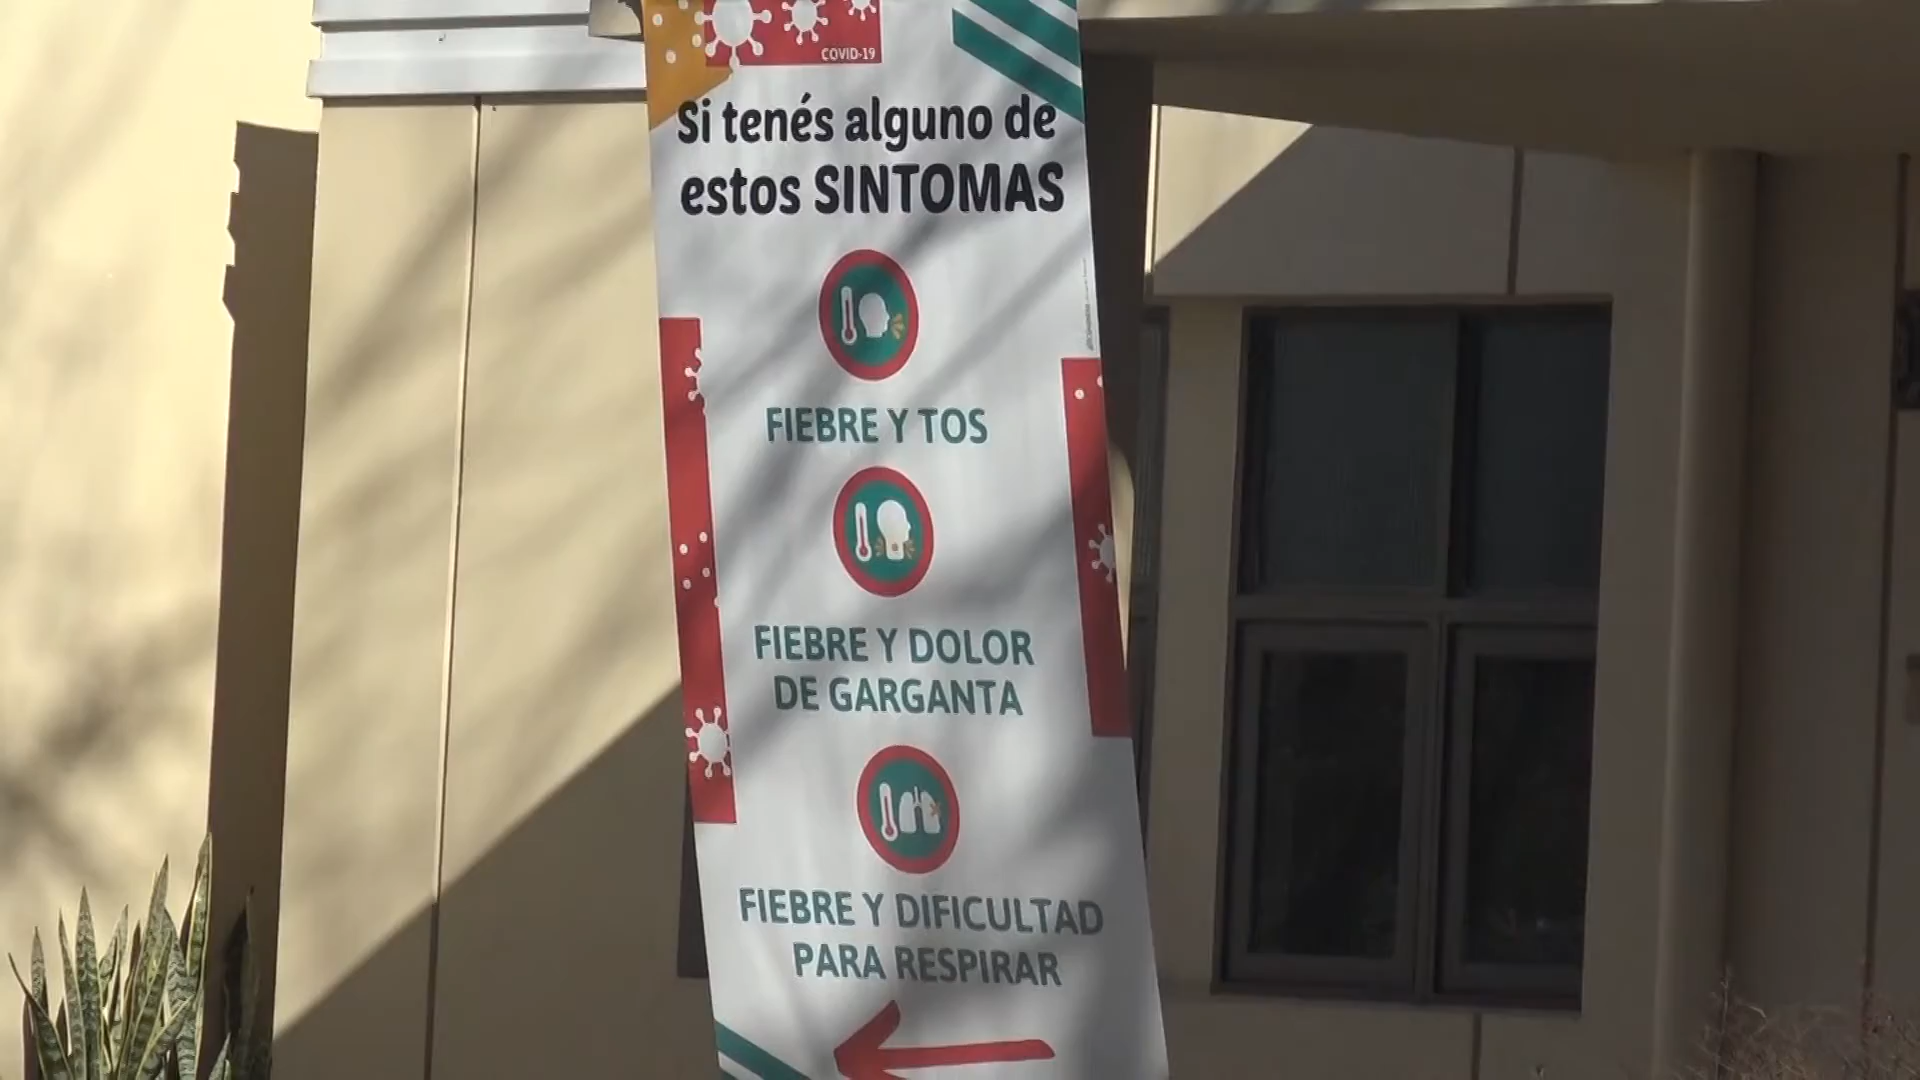 COVID-19
Si tenés alguno de
estos SINTOMAS
FIEBRE Y TOS
FIEBRE Y DOLOR
DE GARGANTA
FIEBRE Y DIFICULTAD
PARA RESPIRAR